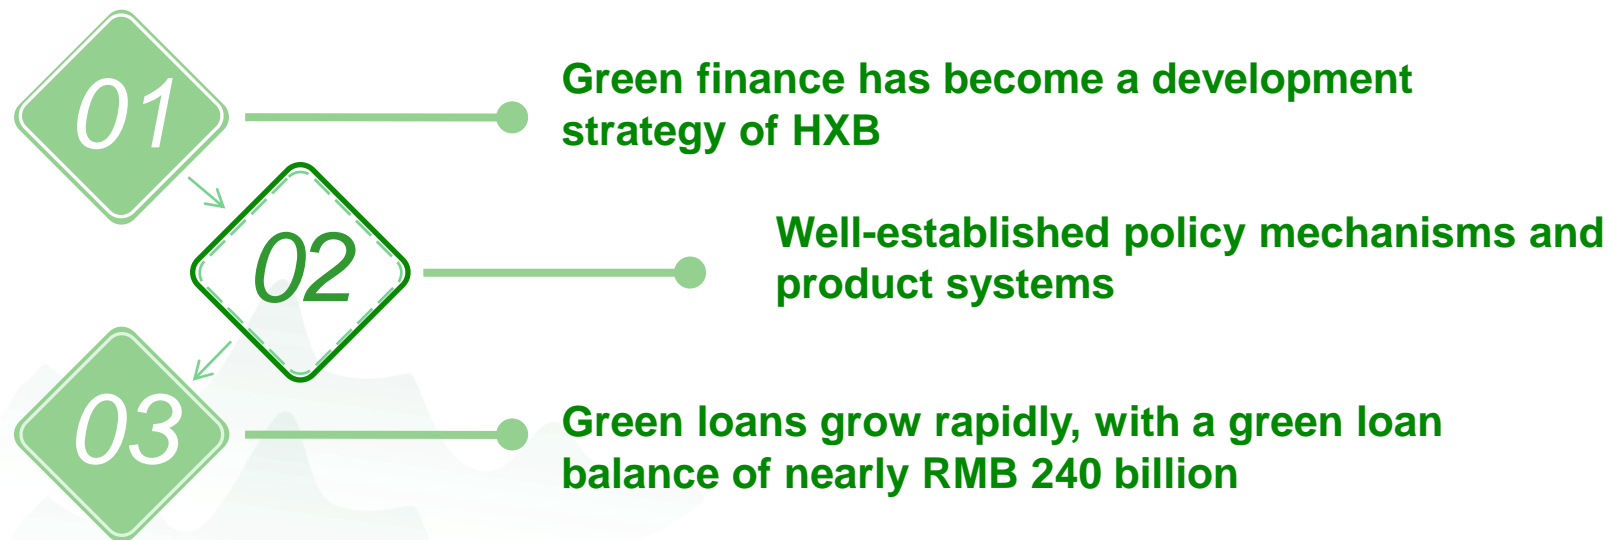 01
Green finance has become a development
strategy of HXB
02
Well-established policy mechanisms and
product systems
03
Green loans grow rapidly, with a green loan
balance of nearly RMB 240 billion